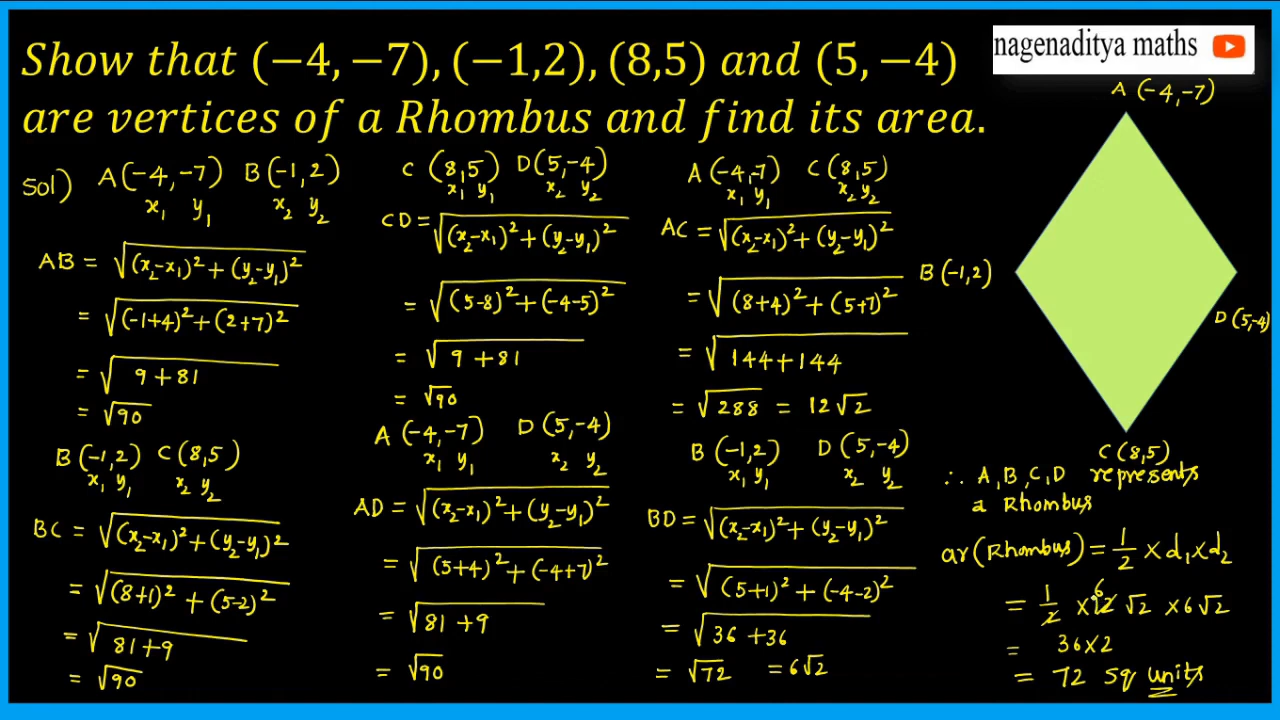 Show that (−4, −7), (−1,2), (8,5) and (5, −4)
are vertices of a Rhombus and find its area.
nagenaditya maths
Sol) A(-4,-7) B(-1,2)
x₁ y₁ x₂ y₂
AB = √(x₂-x₁)²+(y₂-y₁)²
= √(-1+4)²+(2+7)²
= √9+81
= √90
B(-1,2) C(8,5)
x₁ y₁ x₂ y₂
BC = √(x₂-x₁)²+(y₂-y₁)²
= √(8+1)²+(5-2)²
= √81+9
= √90
C(8,5) D(5,-4)
x₁ y₁ x₂ y₂
CD = √(x₂-x₁)²+(y₂-y₁)²
= √(5-8)²+(-4-5)²
= √9+81
= √90
A(-4,-7) D(5,-4)
x₁ y₁ x₂ y₂
AD = √(x₂-x₁)²+(y₂-y₁)²
= √(5+4)²+(-4+7)²
= √81+9
= √90
A(-4,-7) C(8,5)
x₁ y₁ x₂ y₂
AC = √(x₂-x₁)²+(y₂-y₁)²
= √(8+4)²+(5+7)²
= √144+144
= √288 = 12√2
B(-1,2) D(5,-4)
x₁ y₁ x₂ y₂
BD = √(x₂-x₁)²+(y₂-y₁)²
= √(5+1)²+(-4-2)²
= √36+36
= √72 = 6√2
A(-4,-7)
B(-1,2)
D(5,-4)
C(8,5)
∴ A,B,C,D represents
a Rhombus
ar(Rhombus) = 1/2 × d₁ × d₂
6
= 1/2 × 12√2 × 6√2
= 36×2
= 72 sq units